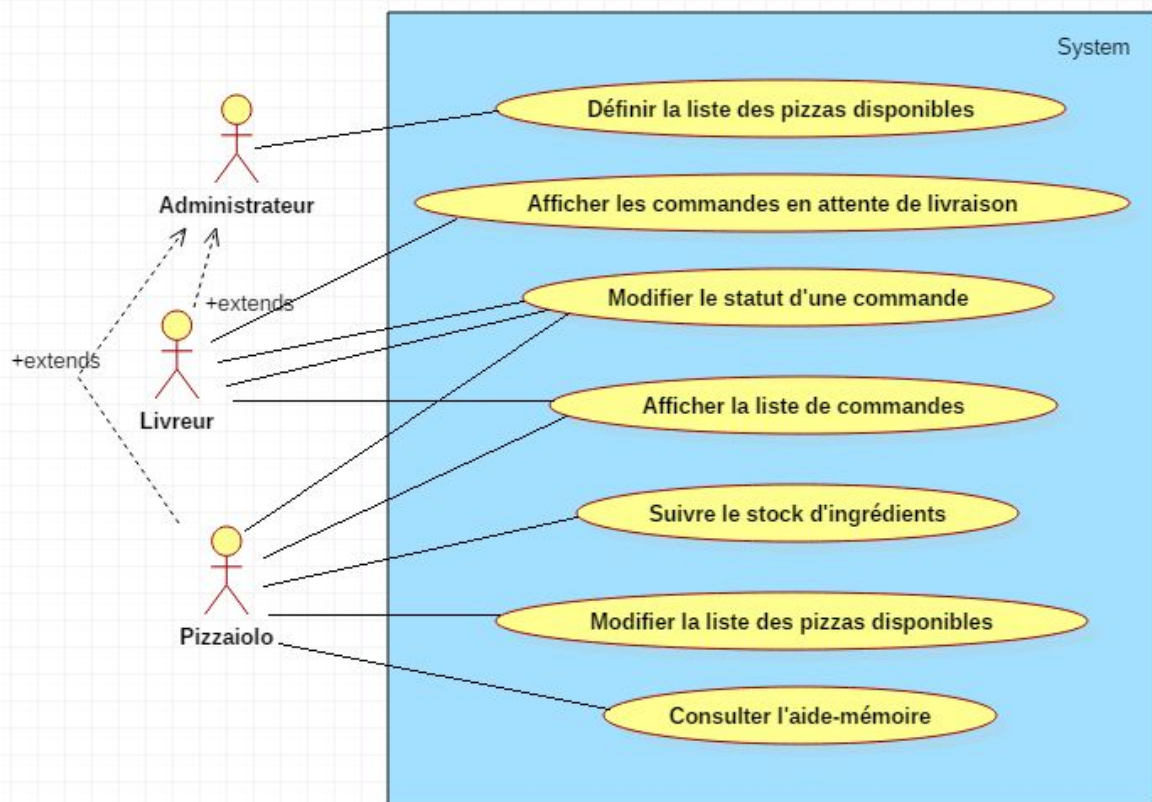 System
Définir la liste des pizzas disponibles
Administrateur
Afficher les commandes en attente de livraison
+extends
Modifier le statut d'une commande
+extends
Livreur
Afficher la liste de commandes
Suivre le stock d'ingrédients
Pizzaiolo
Modifier la liste des pizzas disponibles
Consulter l'aide-mémoire